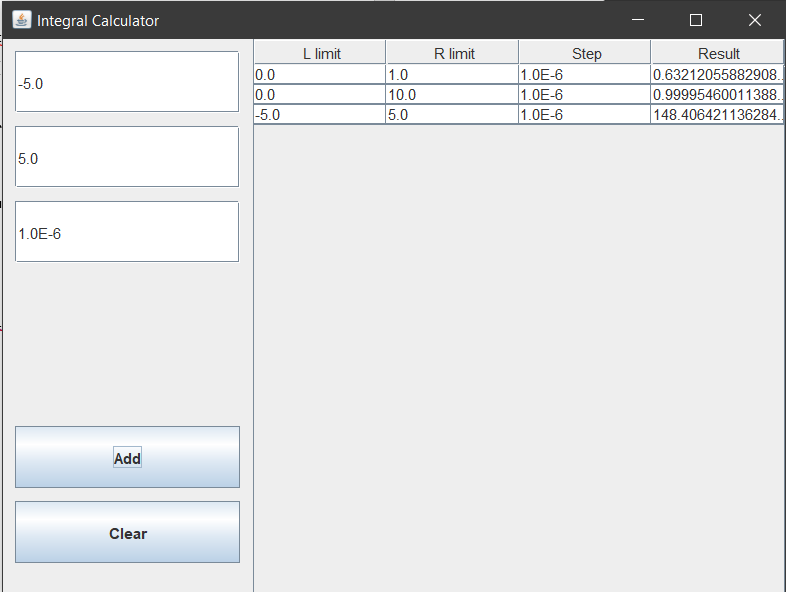 Integral Calculator
-5.0
5.0
1.0E-6
Add
Clear
L limit R limit Step Result
0.0 1.0 1.0E-6 0.63212055882908...
0.0 10.0 1.0E-6 0.99995460011388...
-5.0 5.0 1.0E-6 148.406421136284...